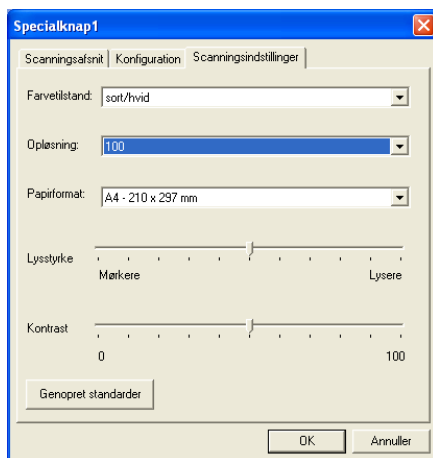 Specialknap1
Scanningsafsnit Konfiguration Scanningsindstillinger
Farvetilstand: sort/hvid
Opløsning: 100
Papirformat: A4 - 210 x 297 mm
Lysstyrke
Mørkere Lysere
Kontrast
0 100
Genopret standarder
OK Annuller